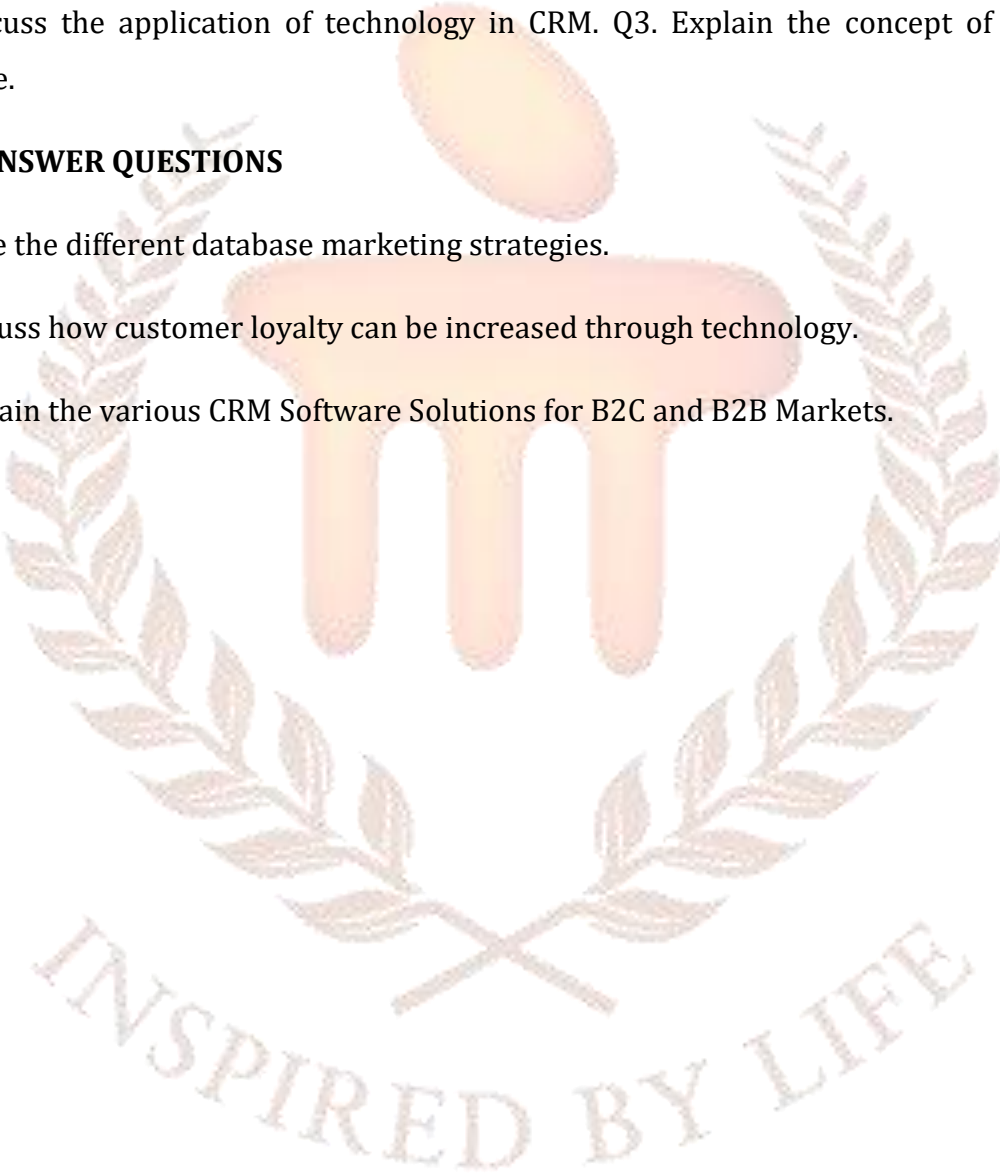 cuss the application of technology in CRM. Q3. Explain the concept of
e.
NSWER QUESTIONS
e the different database marketing strategies.
uss how customer loyalty can be increased through technology.
ain the various CRM Software Solutions for B2C and B2B Markets.
INSPIRED BY LIFE